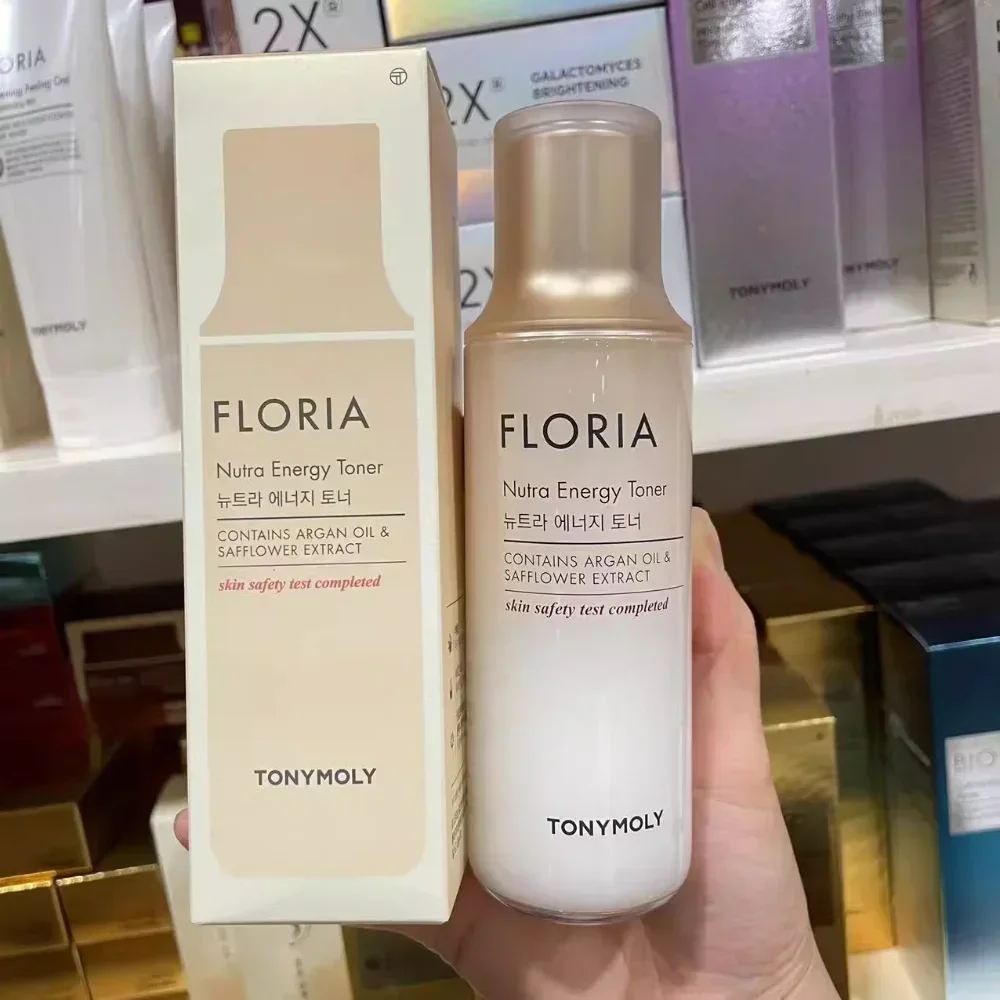 2X®
2X®
GALACTOMYCES
BRIGHTENING
TONYMOLY
TONYMOLY
FLORIA
Nutra Energy Toner
뉴트라 에너지 토너
CONTAINS ARGAN OIL &
SAFFLOWER EXTRACT
skin safety test completed
TONYMOLY
FLORIA
Nutra Energy Toner
뉴트라 에너지 토너
CONTAINS ARGAN OIL &
SAFFLOWER EXTRACT
skin safety test completed
TONYMOLY
TONYMOLY
BIO